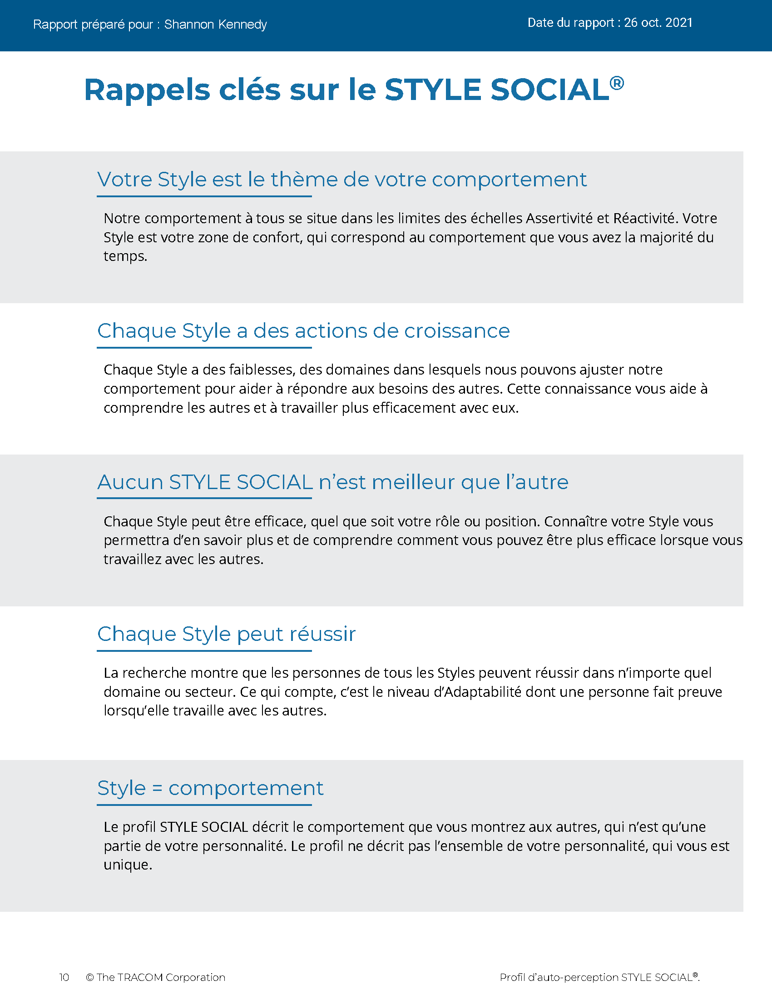 Rapport préparé pour : Shannon Kennedy
Date du rapport : 26 oct. 2021
Rappels clés sur le STYLE SOCIAL®
Votre Style est le thème de votre comportement
Notre comportement à tous se situe dans les limites des échelles Assertivité et Réactivité. Votre
Style est votre zone de confort, qui correspond au comportement que vous avez la majorité du
temps.
Chaque Style a des actions de croissance
Chaque Style a des faiblesses, des domaines dans lesquels nous pouvons ajuster notre
comportement pour aider à répondre aux besoins des autres. Cette connaissance vous aide à
comprendre les autres et à travailler plus efficacement avec eux.
Aucun STYLE SOCIAL n’est meilleur que l’autre
Chaque Style peut être efficace, quel que soit votre rôle ou position. Connaître votre Style vous
permettra d’en savoir plus et de comprendre comment vous pouvez être plus efficace lorsque vous
travaillez avec les autres.
Chaque Style peut réussir
La recherche montre que les personnes de tous les Styles peuvent réussir dans n’importe quel
domaine ou secteur. Ce qui compte, c’est le niveau d’Adaptabilité dont une personne fait preuve
lorsqu’elle travaille avec les autres.
Style = comportement
Le profil STYLE SOCIAL décrit le comportement que vous montrez aux autres, qui n’est qu’une
partie de votre personnalité. Le profil ne décrit pas l’ensemble de votre personnalité, qui vous est
unique.
10 © The TRACOM Corporation
Profil d’auto-perception STYLE SOCIAL®.